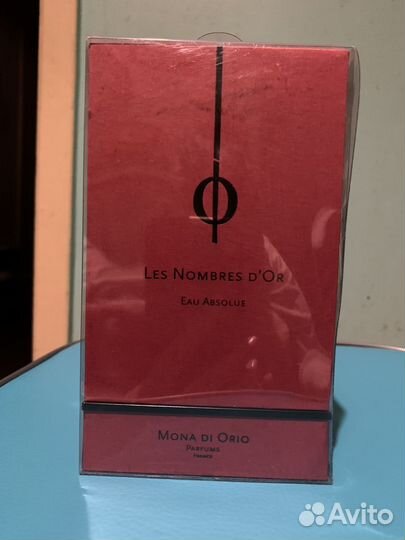 φ
LES NOMBRES D'OR
EAU ABSOLUE
MONA DI ORIO
PARFUMS
FRANCE
Avito